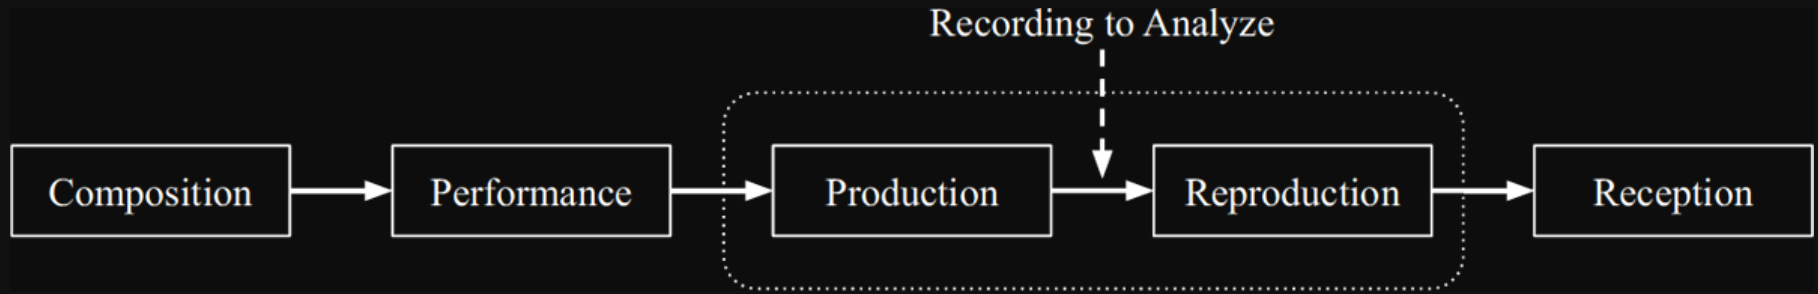 Recording to Analyze
Composition
Performance
Production
Reproduction
Reception